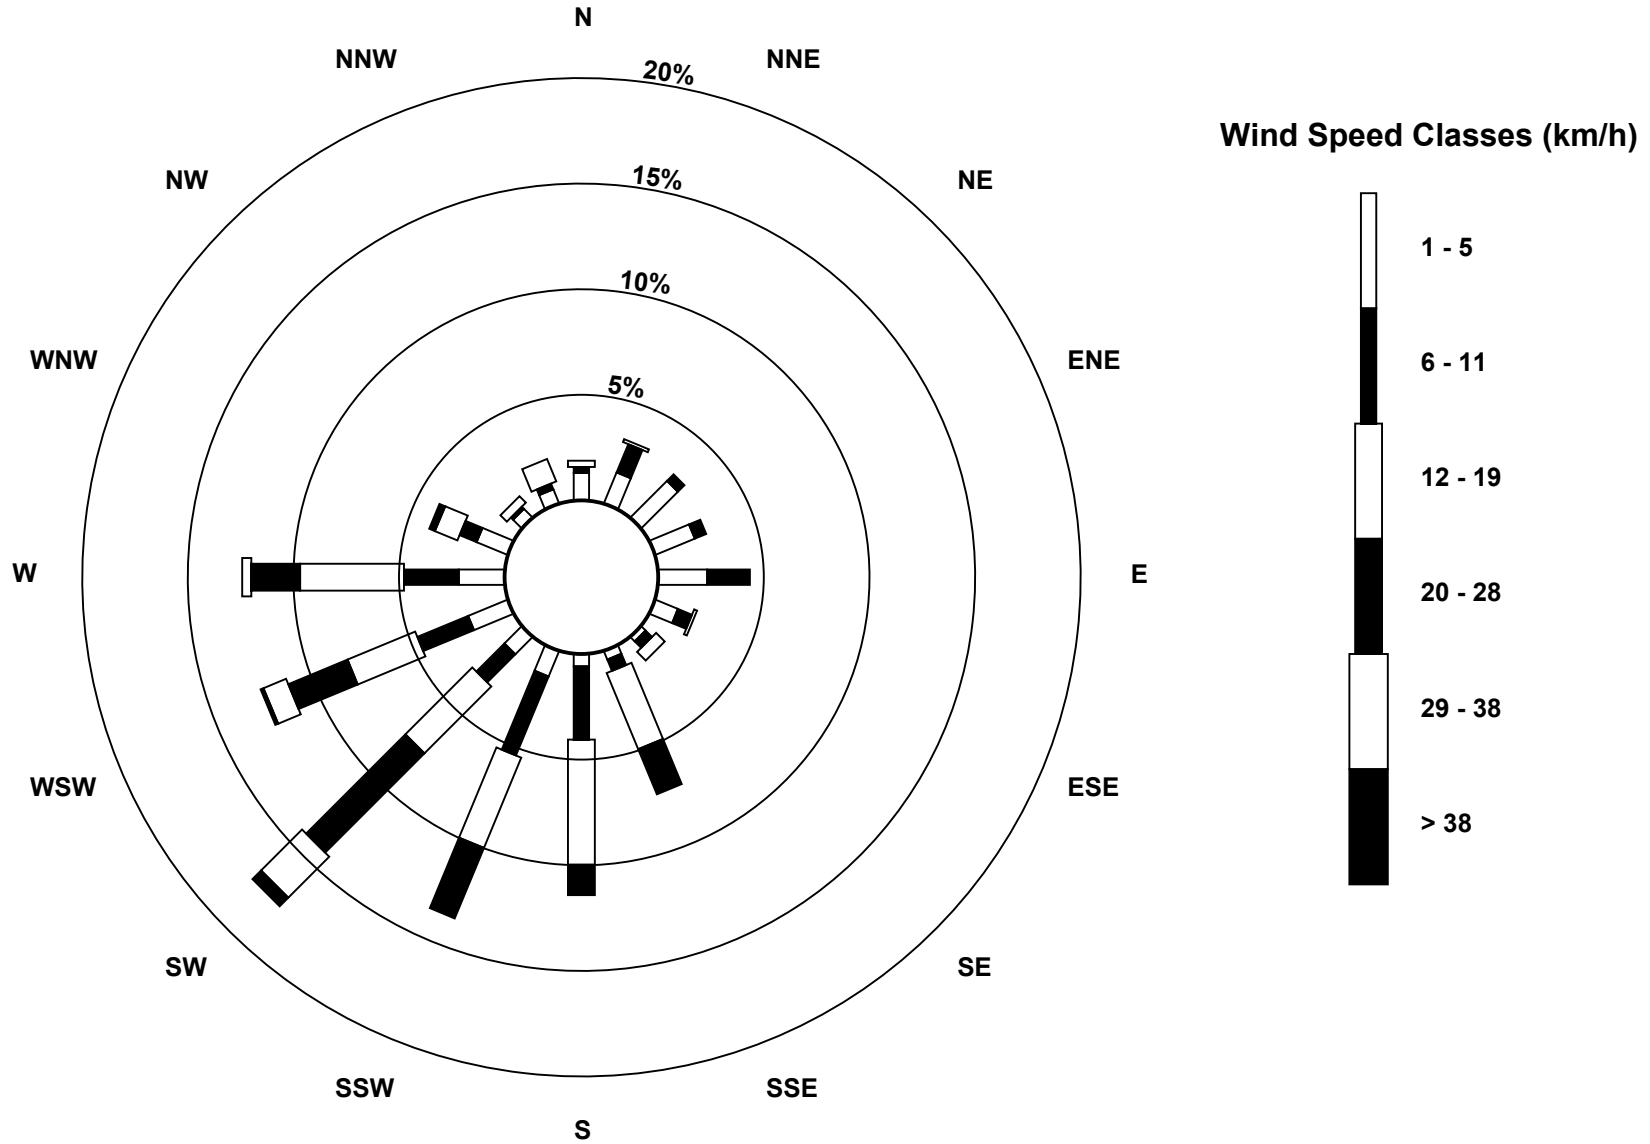 N
NNW
NNE
20%
NW
NE
15%
10%
WNW
ENE
5%
W
E
WSW
ESE
SW
SE
SSW
SSE
S
Wind Speed Classes (km/h)
1 - 5
6 - 11
12 - 19
20 - 28
29 - 38
> 38